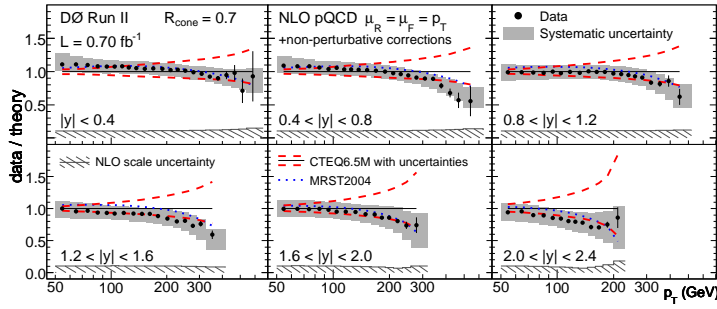 DØ Run II
R_cone = 0.7
L = 0.70 fb⁻¹
NLO pQCD μ_R = μ_F = p_T
+non-perturbative corrections
Data
Systematic uncertainty
data / theory
1.5
1.0
0.5
|y| < 0.4
0.4 < |y| < 0.8
0.8 < |y| < 1.2
NLO scale uncertainty
CTEQ6.5M with uncertainties
MRST2004
1.5
1.0
0.5
0.0
1.2 < |y| < 1.6
1.6 < |y| < 2.0
2.0 < |y| < 2.4
50 100 200 300 50 100 200 300 50 100 200 300
p_T (GeV)